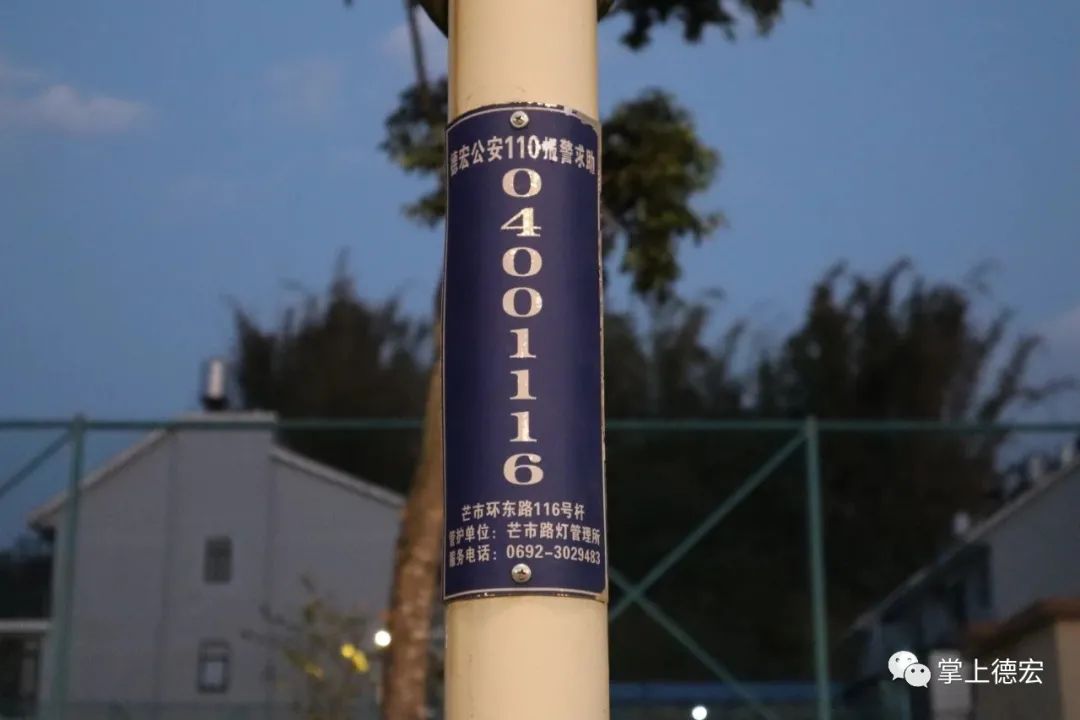 德宏公安110报警求助
0
4
0
0
1
1
1
6
芒市环东路116号杆
管护单位：芒市路灯管理所
服务电话：0692-3029483
掌上德宏